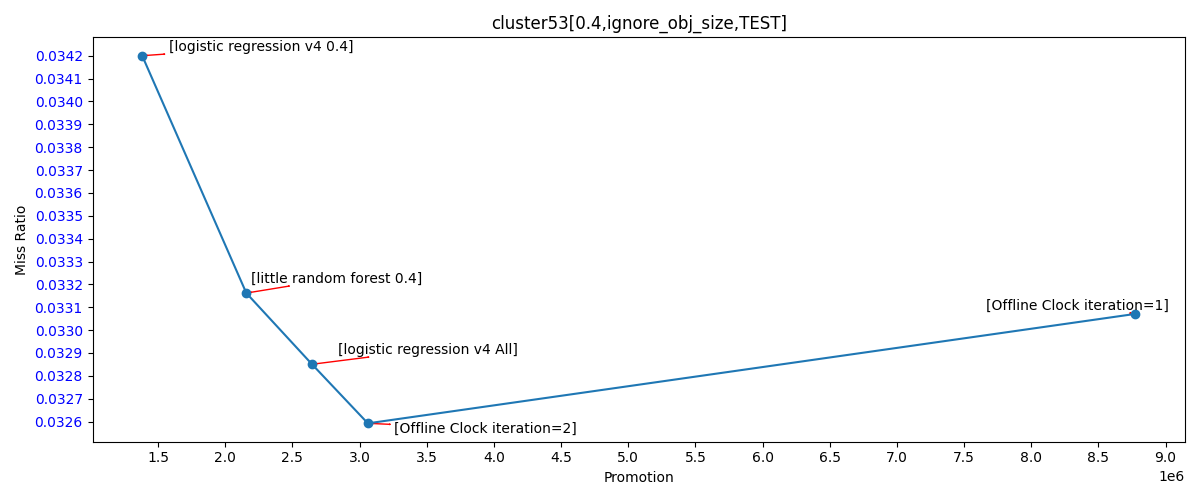 cluster53[0.4,ignore_obj_size,TEST]
[logistic regression v4 0.4]
0.0342
0.0341
0.0340
0.0339
0.0338
0.0337
0.0336
0.0335
0.0334
0.0333
0.0332
0.0331
0.0330
0.0329
0.0328
0.0327
0.0326
Miss Ratio
[little random forest 0.4]
[Offline Clock iteration=1]
[logistic regression v4 All]
[Offline Clock iteration=2]
1.5 2.0 2.5 3.0 3.5 4.0 4.5 5.0 5.5 6.0 6.5 7.0 7.5 8.0 8.5 9.0
Promotion
1e6